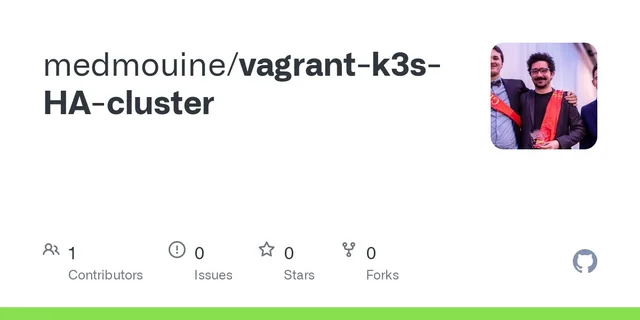 medmouine/vagrant-k3s-
HA-cluster
1
Contributors
0
Issues
0
Stars
0
Forks